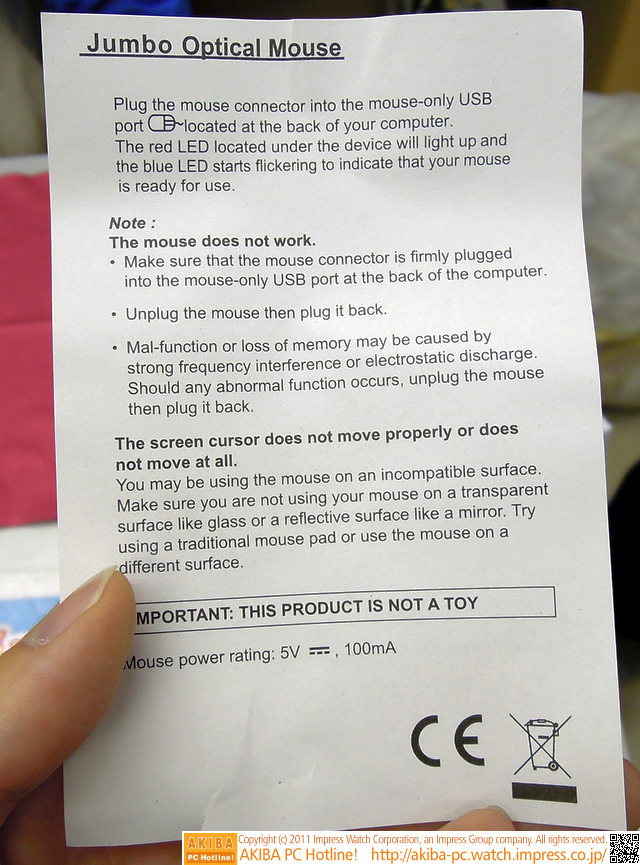 Jumbo Optical Mouse
Plug the mouse connector into the mouse-only USB
port located at the back of your computer.
The red LED located under the device will light up and
the blue LED starts flickering to indicate that your mouse
is ready for use.
Note :
The mouse does not work.
• Make sure that the mouse connector is firmly plugged
into the mouse-only USB port at the back of the computer.
• Unplug the mouse then plug it back.
• Mal-function or loss of memory may be caused by
strong frequency interference or electrostatic discharge.
Should any abnormal function occurs, unplug the mouse
then plug it back.
The screen cursor does not move properly or does
not move at all.
You may be using the mouse on an incompatible surface.
Make sure you are not using your mouse on a transparent
surface like glass or a reflective surface like a mirror. Try
using a traditional mouse pad or use the mouse on a
different surface.
MPORTANT: THIS PRODUCT IS NOT A TOY
Mouse power rating: 5V ⎓ , 100mA
CE
AKIBA
PC Hotline!
Copyright (c) 2011 Impress Watch Corporation, an Impress Group company. All rights reserved.
AKIBA PC Hotline! http://akiba-pc.watch.impress.co.jp/